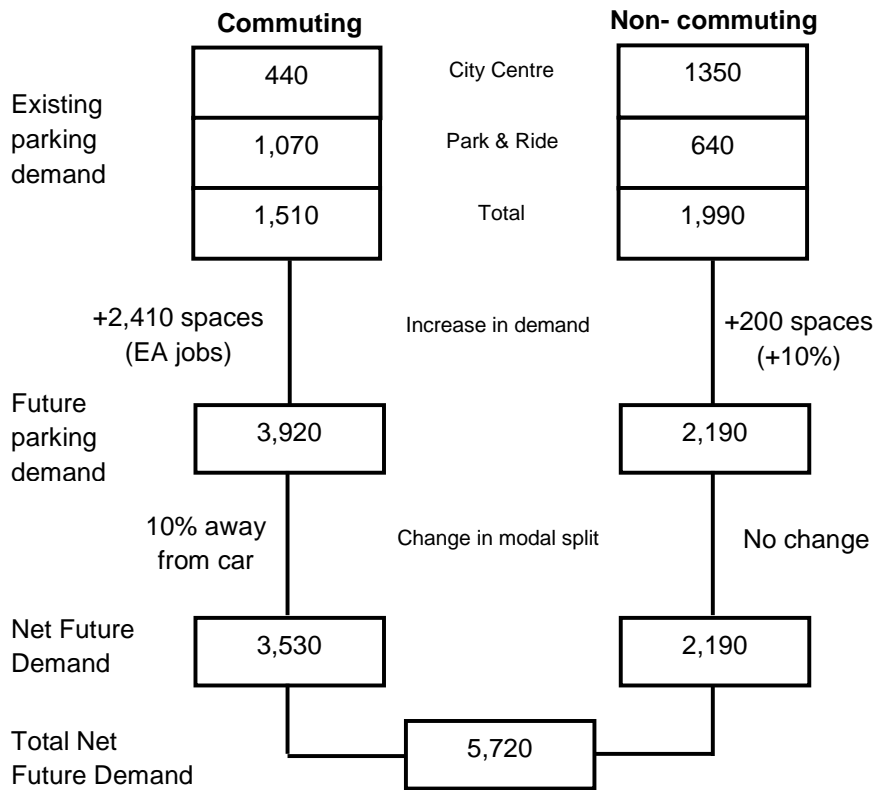 Commuting
Non- commuting
Existing
parking
demand
440
City Centre
1350
1,070
Park & Ride
640
1,510
Total
1,990
+2,410 spaces
(EA jobs)
Increase in demand
+200 spaces
(+10%)
Future
parking
demand
3,920
2,190
10% away
from car
Change in modal split
No change
Net Future
Demand
3,530
2,190
Total Net
Future Demand
5,720